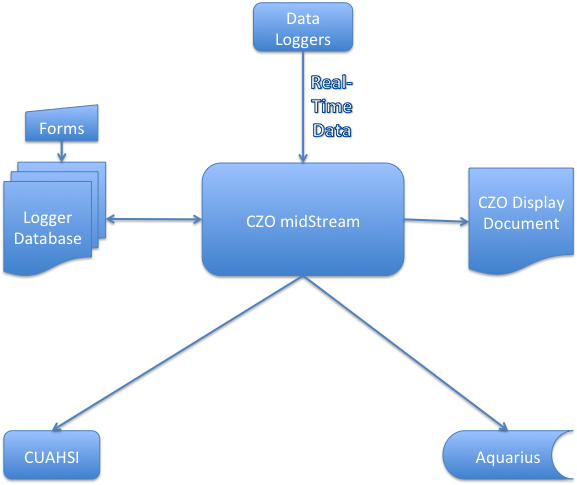 Data
Loggers
Real-
Time
Data
Forms
Logger
Database
CZO midStream
CZO Display
Document
CUAHSI
Aquarius